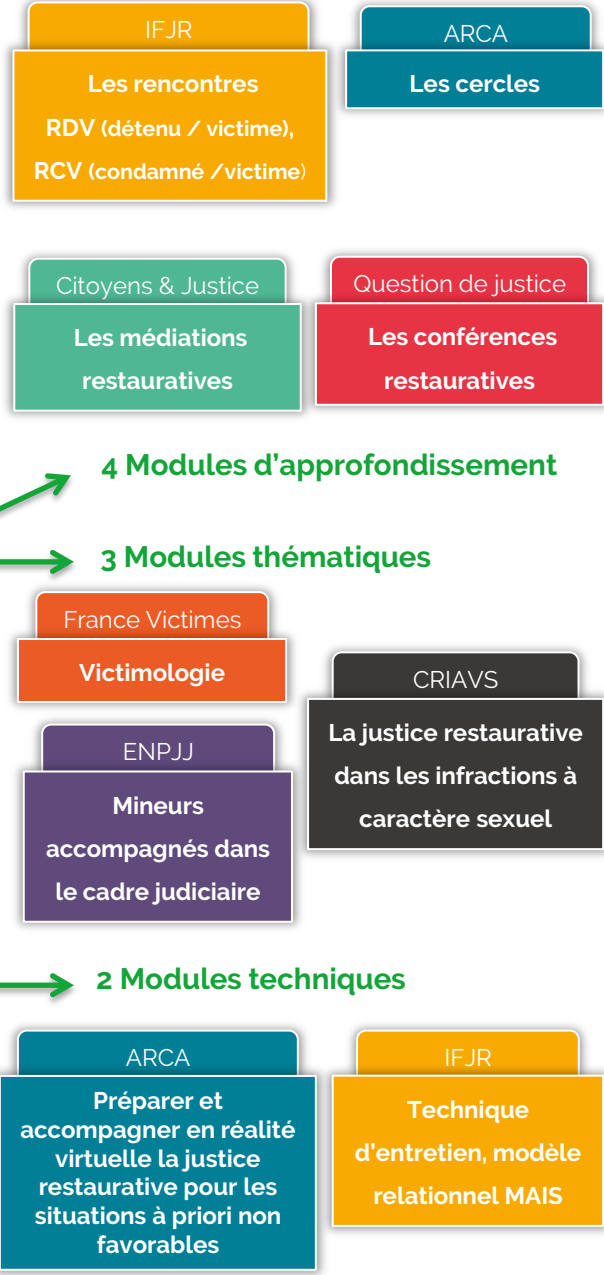 IFJR
Les rencontres
RDV (détenu / victime),
RCV (condamné /victime)
ARCA
Les cercles
Citoyens & Justice
Les médiations
restauratives
Question de justice
Les conférences
restauratives
4 Modules d'approfondissement
3 Modules thématiques
France Victimes
Victimologie
CRIAVS
La justice restaurative
dans les infractions à
caractère sexuel
ENPJJ
Mineurs
accompagnés dans
le cadre judiciaire
2 Modules techniques
ARCA
Préparer et
accompagner en réalité
virtuelle la justice
restaurative pour les
situations à priori non
favorables
IFJR
Technique
d'entretien, modèle
relationnel MAIS